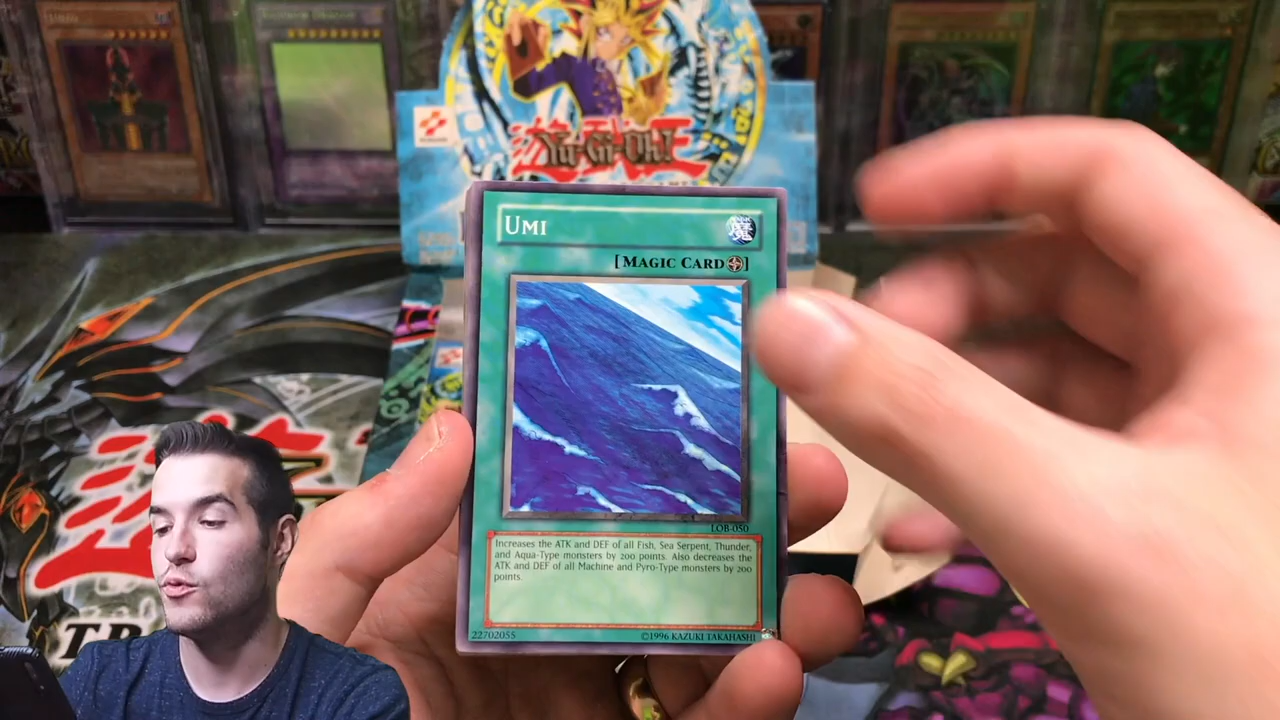 Yu-Gi-Oh!
UMI
[MAGIC CARD]
LOB-050
Increases the ATK and DEF of all Fish, Sea Serpent, Thunder,
and Aqua-Type monsters by 200 points. Also decreases the
ATK and DEF of all Machine and Pyro-Type monsters by 200
points.
22702055
©1996 KAZUKI TAKAHASHI